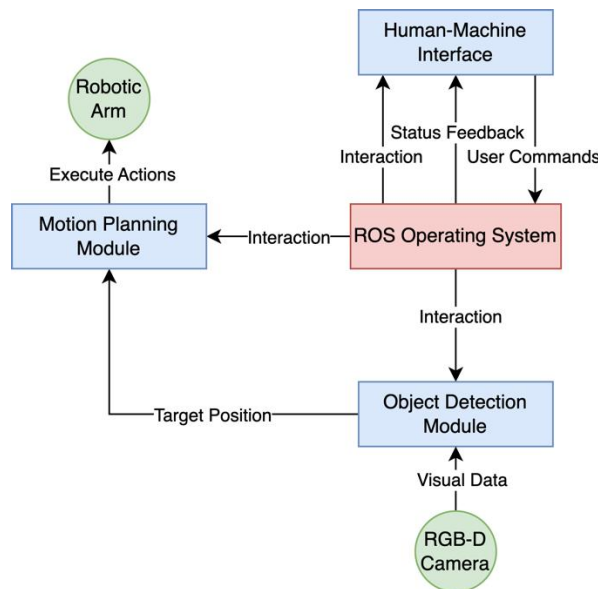 Human-Machine
Interface
Robotic
Arm
Status Feedback
Interaction
User Commands
Execute Actions
Motion Planning
Module
Interaction
ROS Operating System
Interaction
Object Detection
Module
Target Position
Visual Data
RGB-D
Camera